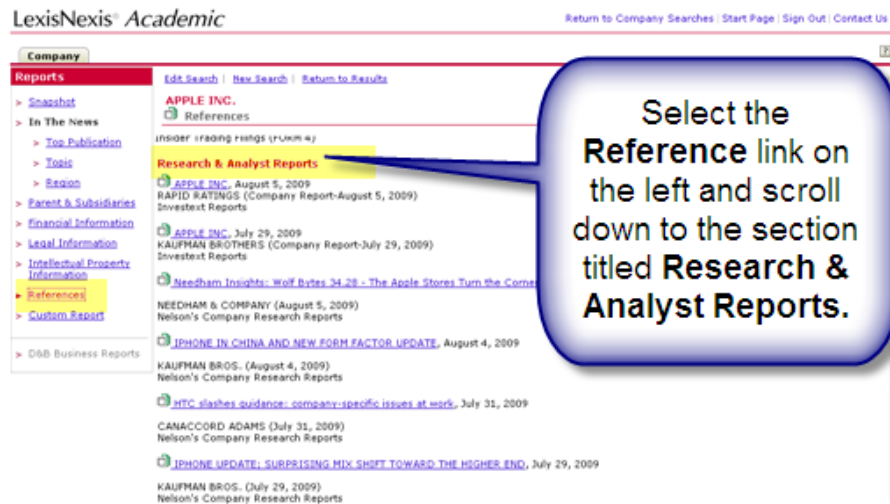 LexisNexis® Academic
Return to Company Searches | Start Page | Sign Out | Contact Us
Company
?
Reports
Edit Search | New Search | Return to Results
> Snapshot
> In The News
> Top Publication
> Topic
> Region
> Parent & Subsidiaries
> Financial Information
> Legal Information
> Intellectual Property
Information
References
> Custom Report
> D&B Business Reports
APPLE INC.
References
Insider Trading Filings (FORM 4)
Research & Analyst Reports
APPLE INC, August 5, 2009
RAPID RATINGS (Company Report-August 5, 2009)
Investext Reports
APPLE INC, July 29, 2009
KAUFMAN BROTHERS (Company Report-July 29, 2009)
Investext Reports
Needham Insights: Wolf Bytes 34.28 - The Apple Stores Turn the Corne
NEEDHAM & COMPANY (August 5, 2009)
Nelson's Company Research Reports
IPHONE IN CHINA AND NEW FORM FACTOR UPDATE, August 4, 2009
KAUFMAN BROS. (August 4, 2009)
Nelson's Company Research Reports
HTC slashes guidance: company-specific issues at work, July 31, 2009
CANACCORD ADAMS (July 31, 2009)
Nelson's Company Research Reports
IPHONE UPDATE: SURPRISING MIX SHIFT TOWARD THE HIGHER END, July 29, 2009
KAUFMAN BROS. (July 29, 2009)
Nelson's Company Research Reports
Select the
Reference link on
the left and scroll
down to the section
titled Research &
Analyst Reports.